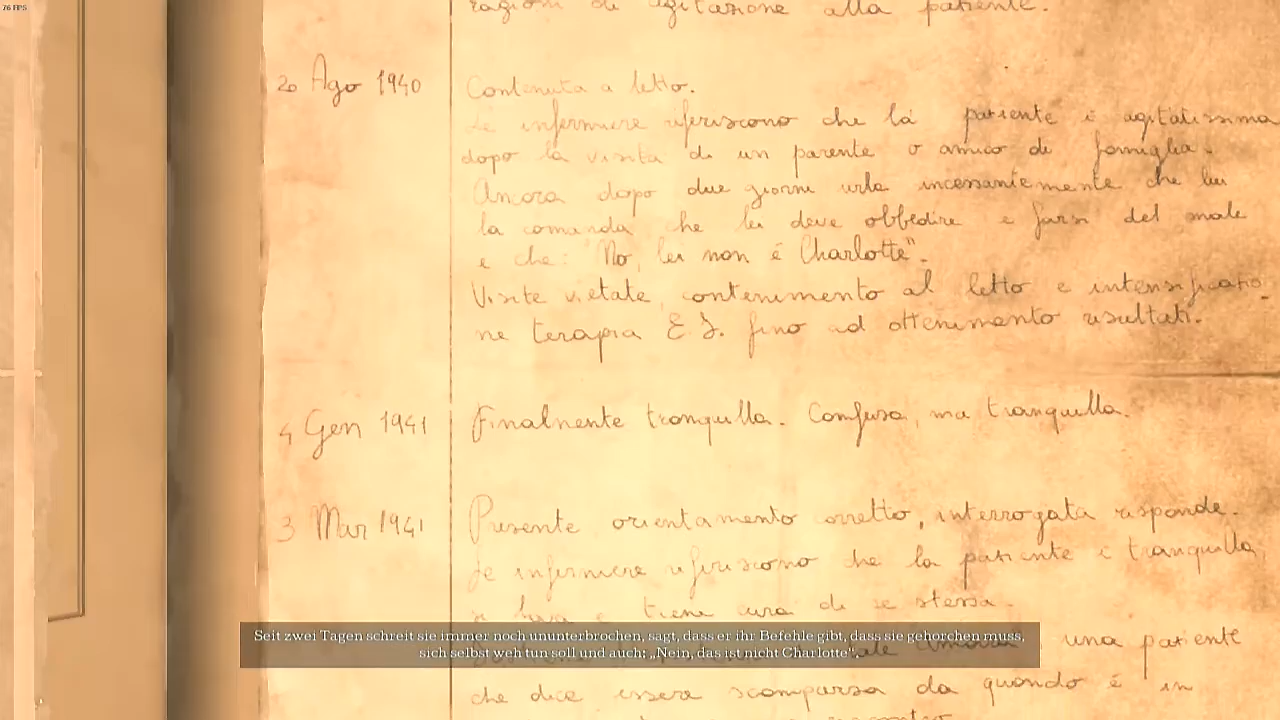 76 FPS
ragioni di agitazione alla paziente.
20 Ago 1940
Contenuta a letto.
Le infermiere riferiscono che la paziente è agitatissima
dopo la visita di un parente o amico di famiglia.
Ancora dopo due giorni urla incessantemente che lui
la comanda che lei deve obbedire e farsi del male
e che: "No, lei non é Charlotte".
Visite vietate, contenimento al letto e intensificazio-
ne terapia E.S. fino ad ottenimento risultati.
4 Gen 1941
Finalmente tranquilla. Confusa, ma tranquilla.
3 Mar 1941
Presente orientamento corretto, interrogata risponde.
Le infermiere riferiscono che la paziente è tranquilla,
si lava e tiene cura di se stessa.
una paziente
che dice essere scomparsa da quando é in
Seit zwei Tagen schreit sie immer noch ununterbrochen, sagt, dass er ihr Befehle gibt, dass sie gehorchen muss,
sich selbst weh tun soll und auch: „Nein, das ist nicht Charlotte".